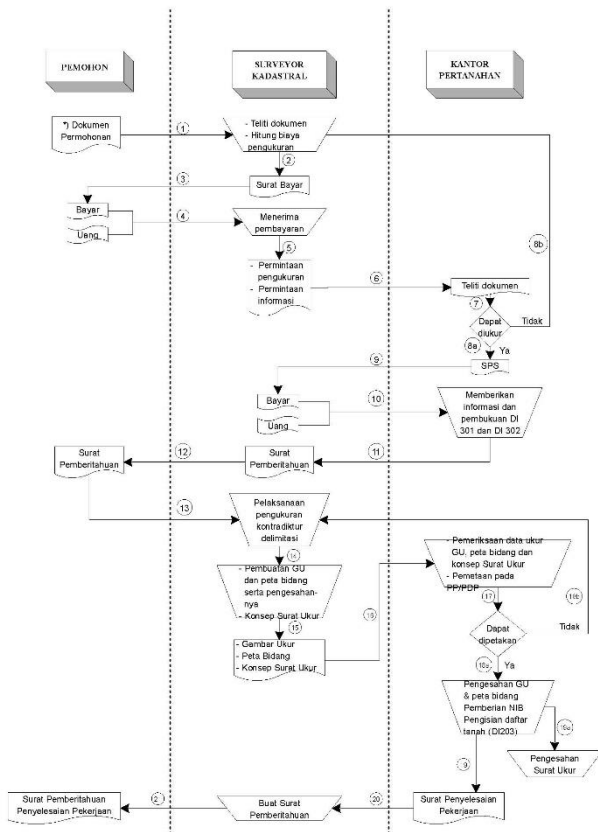 PEMOHON
SURVEYOR
KADASTRAL
KANTOR
PERTANAHAN
*) Dokumen
Permohonan
1
- Teliti dokumen
- Hitung biaya
pengukuran
2
3
Surat Bayar
Bayar
Uang
4
Menerima
pembayaran
8b
5
- Permintaan
pengukuran
- Permintaan
informasi
6
Teliti dokumen
7
Dapat
diukur
Tidak
8a
Ya
9
SPS
Bayar
Uang
10
Memberikan
informasi dan
pembukuan DI
301 dan DI 302
Surat
Pemberitahuan
12
Surat
Pemberitahuan
11
13
Pelaksanaan
pengukuran
kontradiktur
delimitasi
14
- Pembuatan GU
dan peta bidang
serta pengesahan-
nya
- Konsep Surat Ukur
15
- Gambar Ukur
- Peta Bidang
- Konsep Surat Ukur
16
- Pemeriksaan data ukur
GU, peta bidang dan
konsep Surat Ukur
- Pemetaan pada
PP/PDP
17
18b
Dapat
dipetakan
Tidak
18a
Ya
Pengesahan GU
& peta bidang
Pemberian NIB
Pengisian daftar
tanah (DI203)
19a
Pengesahan
Surat Ukur
9
Surat Pemberitahuan
Penyelesaian Pekerjaan
2
Buat Surat
Pemberitahuan
20
Surat Penyelesaian
Pekerjaan